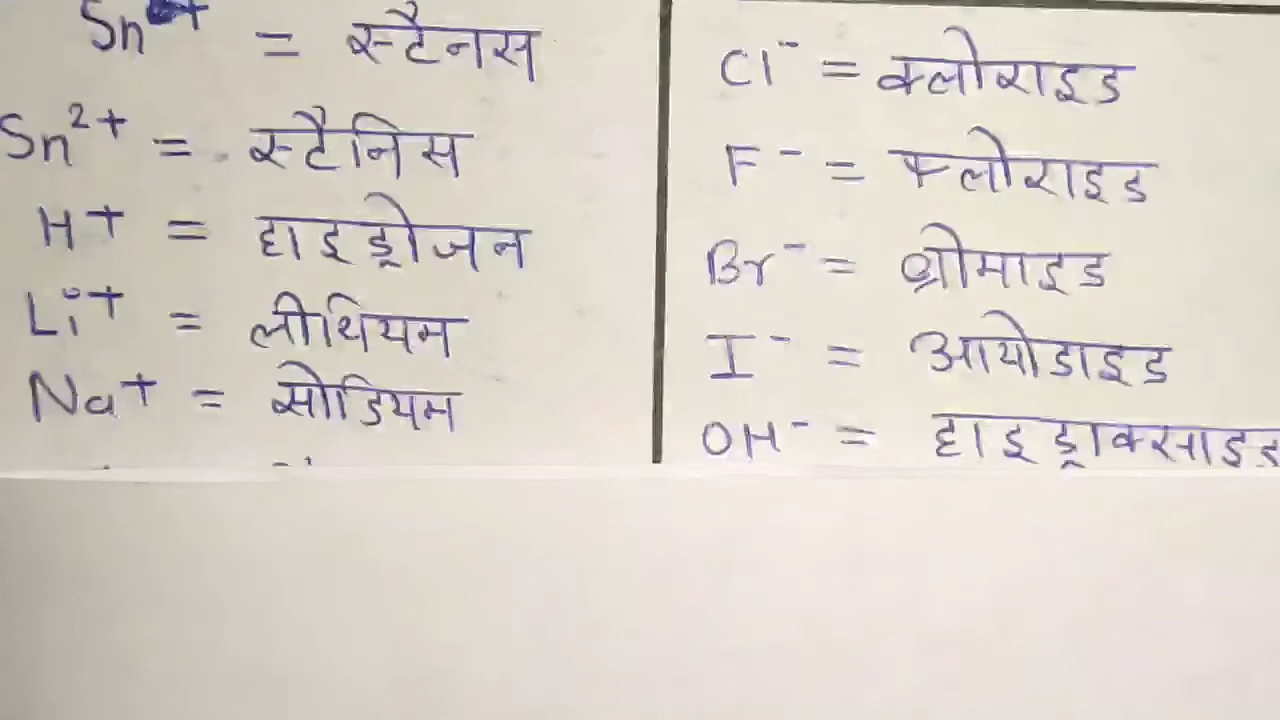 Sn⁺ = स्टैनस
Sn²⁺ = स्टैनिस
H⁺ = हाइड्रोजन
Li⁺ = लीथियम
Na⁺ = सोडियम
Cl⁻ = क्लोराइड
F⁻ = फ्लोराइड
Br⁻ = ब्रोमाइड
I⁻ = आयोडाइड
OH⁻ = हाइड्राक्साइड